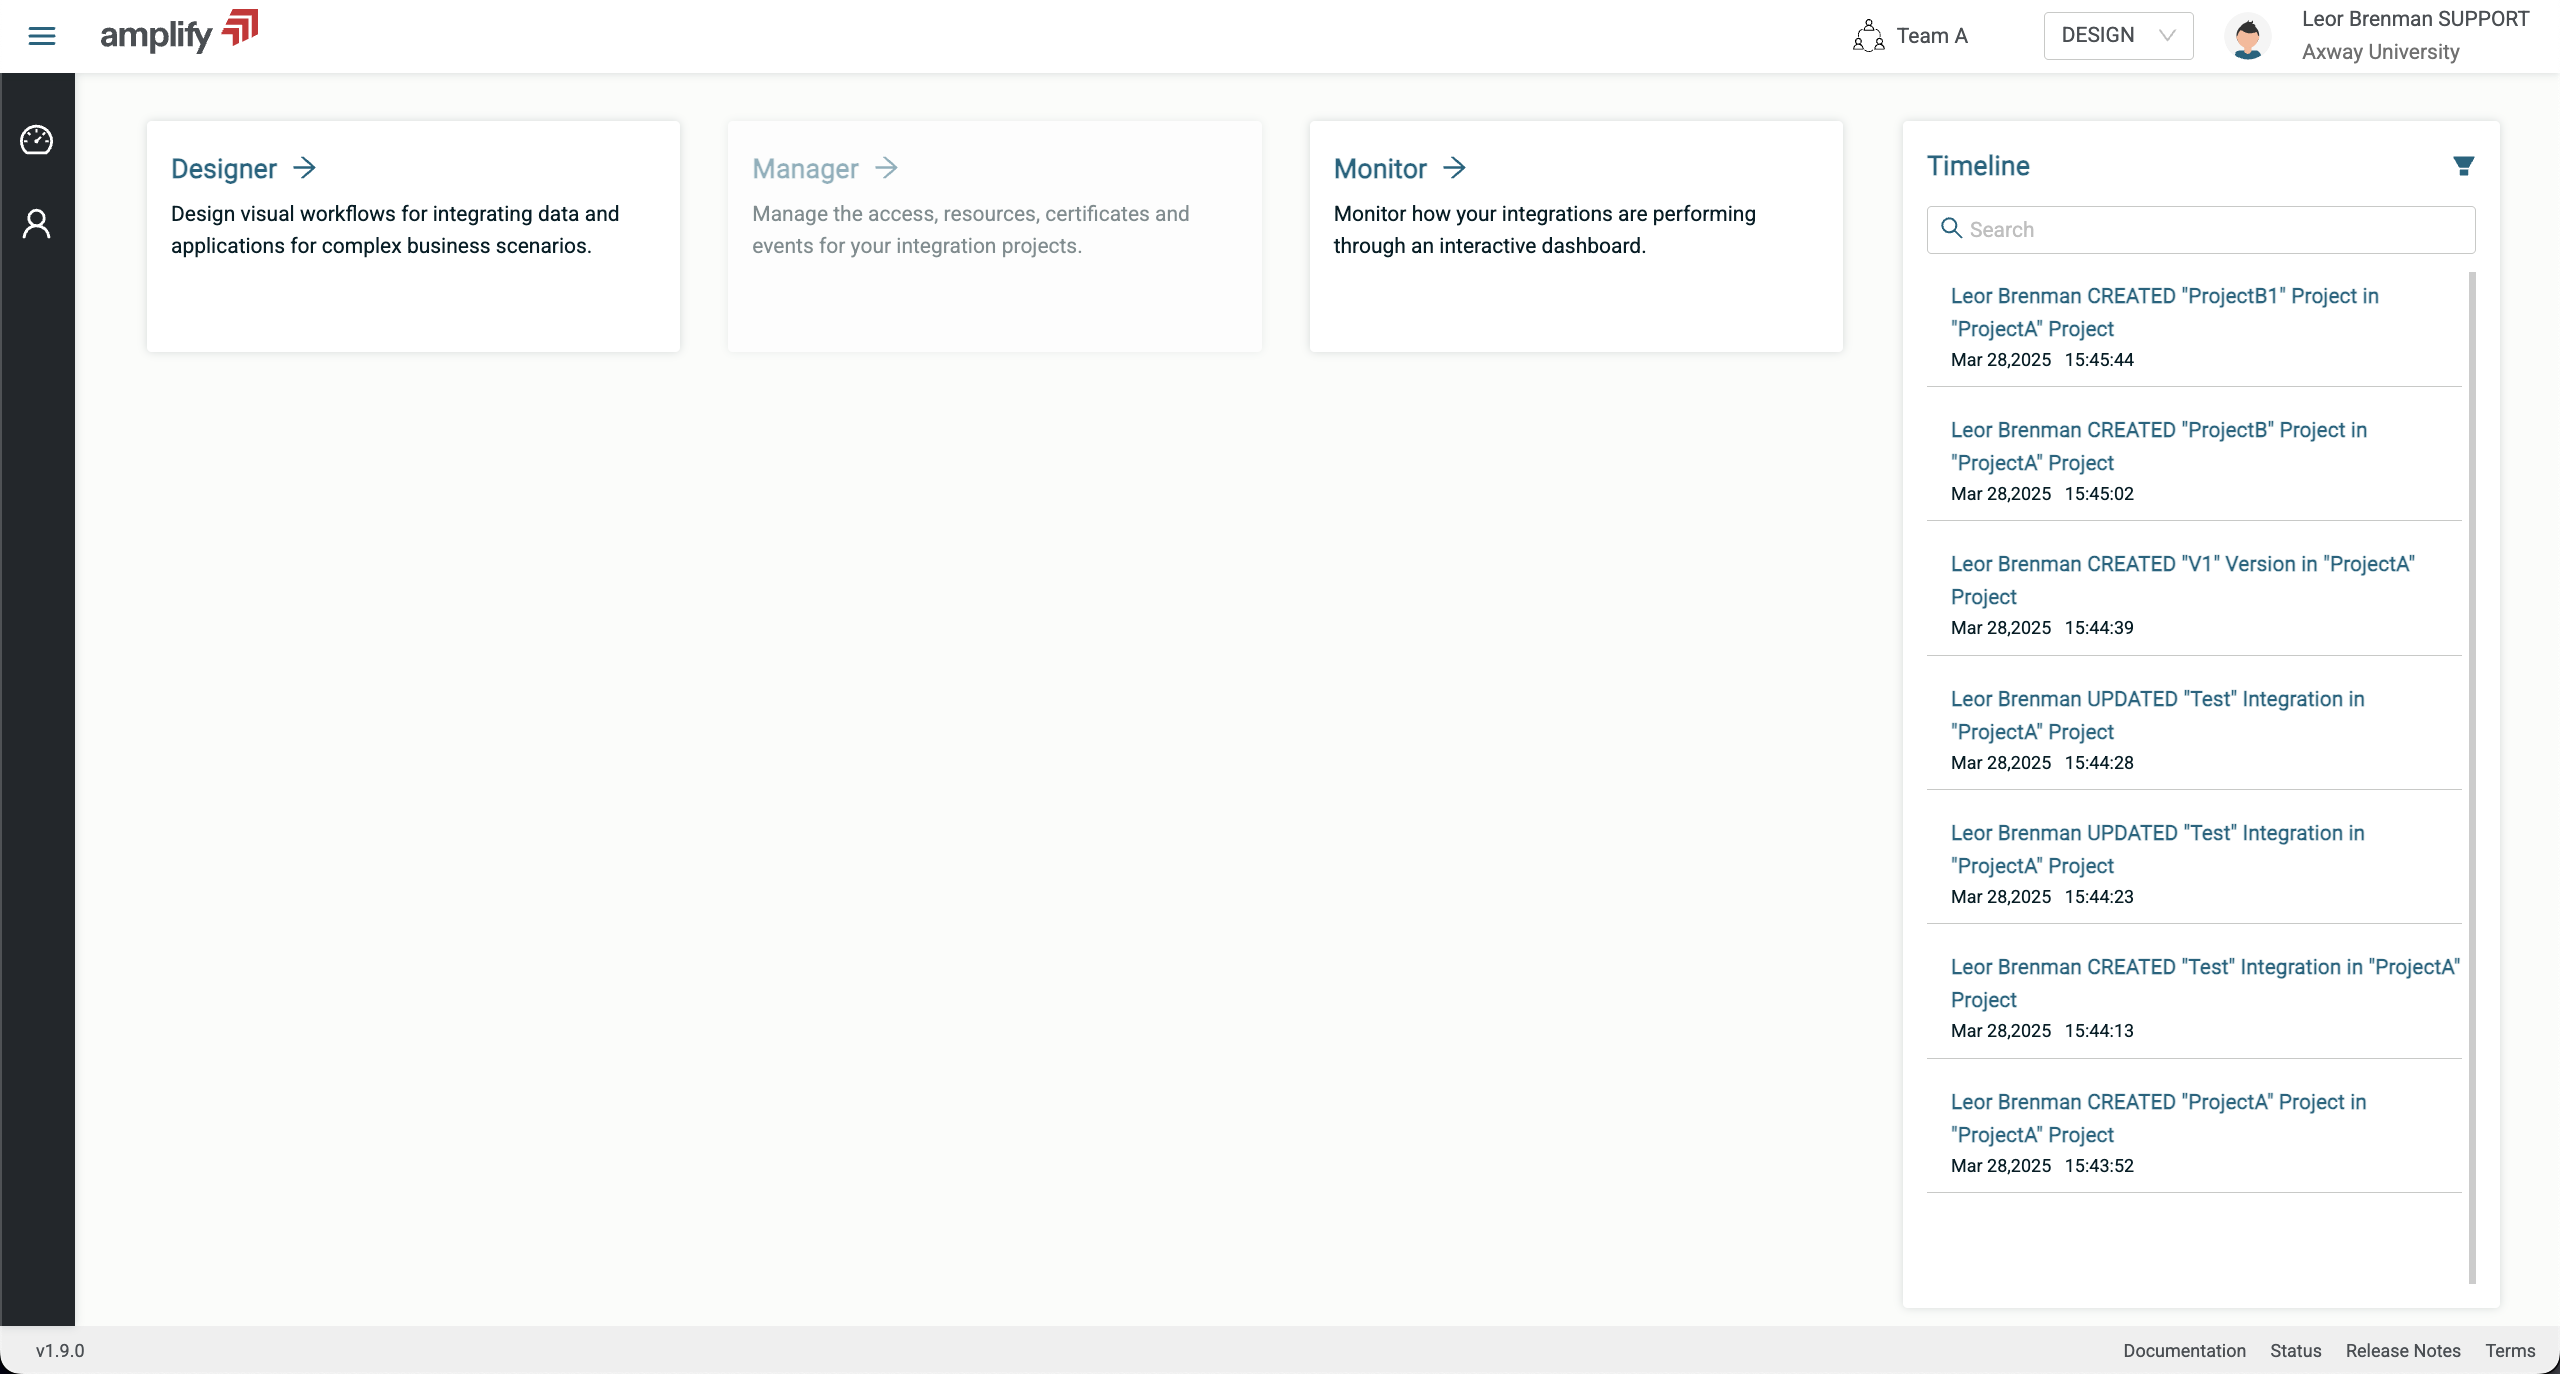 amplify
Team A
DESIGN
Leor Brenman SUPPORT
Axway University
Designer
Design visual workflows for integrating data and
applications for complex business scenarios.
Manager
Manage the access, resources, certificates and
events for your integration projects.
Monitor
Monitor how your integrations are performing
through an interactive dashboard.
Timeline
Search
Leor Brenman CREATED "ProjectB1" Project in
"ProjectA" Project
Mar 28,2025 15:45:44
Leor Brenman CREATED "ProjectB" Project in
"ProjectA" Project
Mar 28,2025 15:45:02
Leor Brenman CREATED "V1" Version in "ProjectA"
Project
Mar 28,2025 15:44:39
Leor Brenman UPDATED "Test" Integration in
"ProjectA" Project
Mar 28,2025 15:44:28
Leor Brenman UPDATED "Test" Integration in
"ProjectA" Project
Mar 28,2025 15:44:23
Leor Brenman CREATED "Test" Integration in "ProjectA"
Project
Mar 28,2025 15:44:13
Leor Brenman CREATED "ProjectA" Project in
"ProjectA" Project
Mar 28,2025 15:43:52
v1.9.0
Documentation Status Release Notes Terms